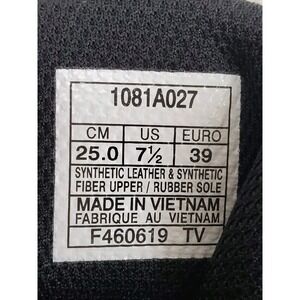 1081A027
CM US EURO
25.0 7½ 39
SYNTHETIC LEATHER & SYNTHETIC
FIBER UPPER / RUBBER SOLE
MADE IN VIETNAM
FABRIQUE AU VIETNAM
F460619 TV